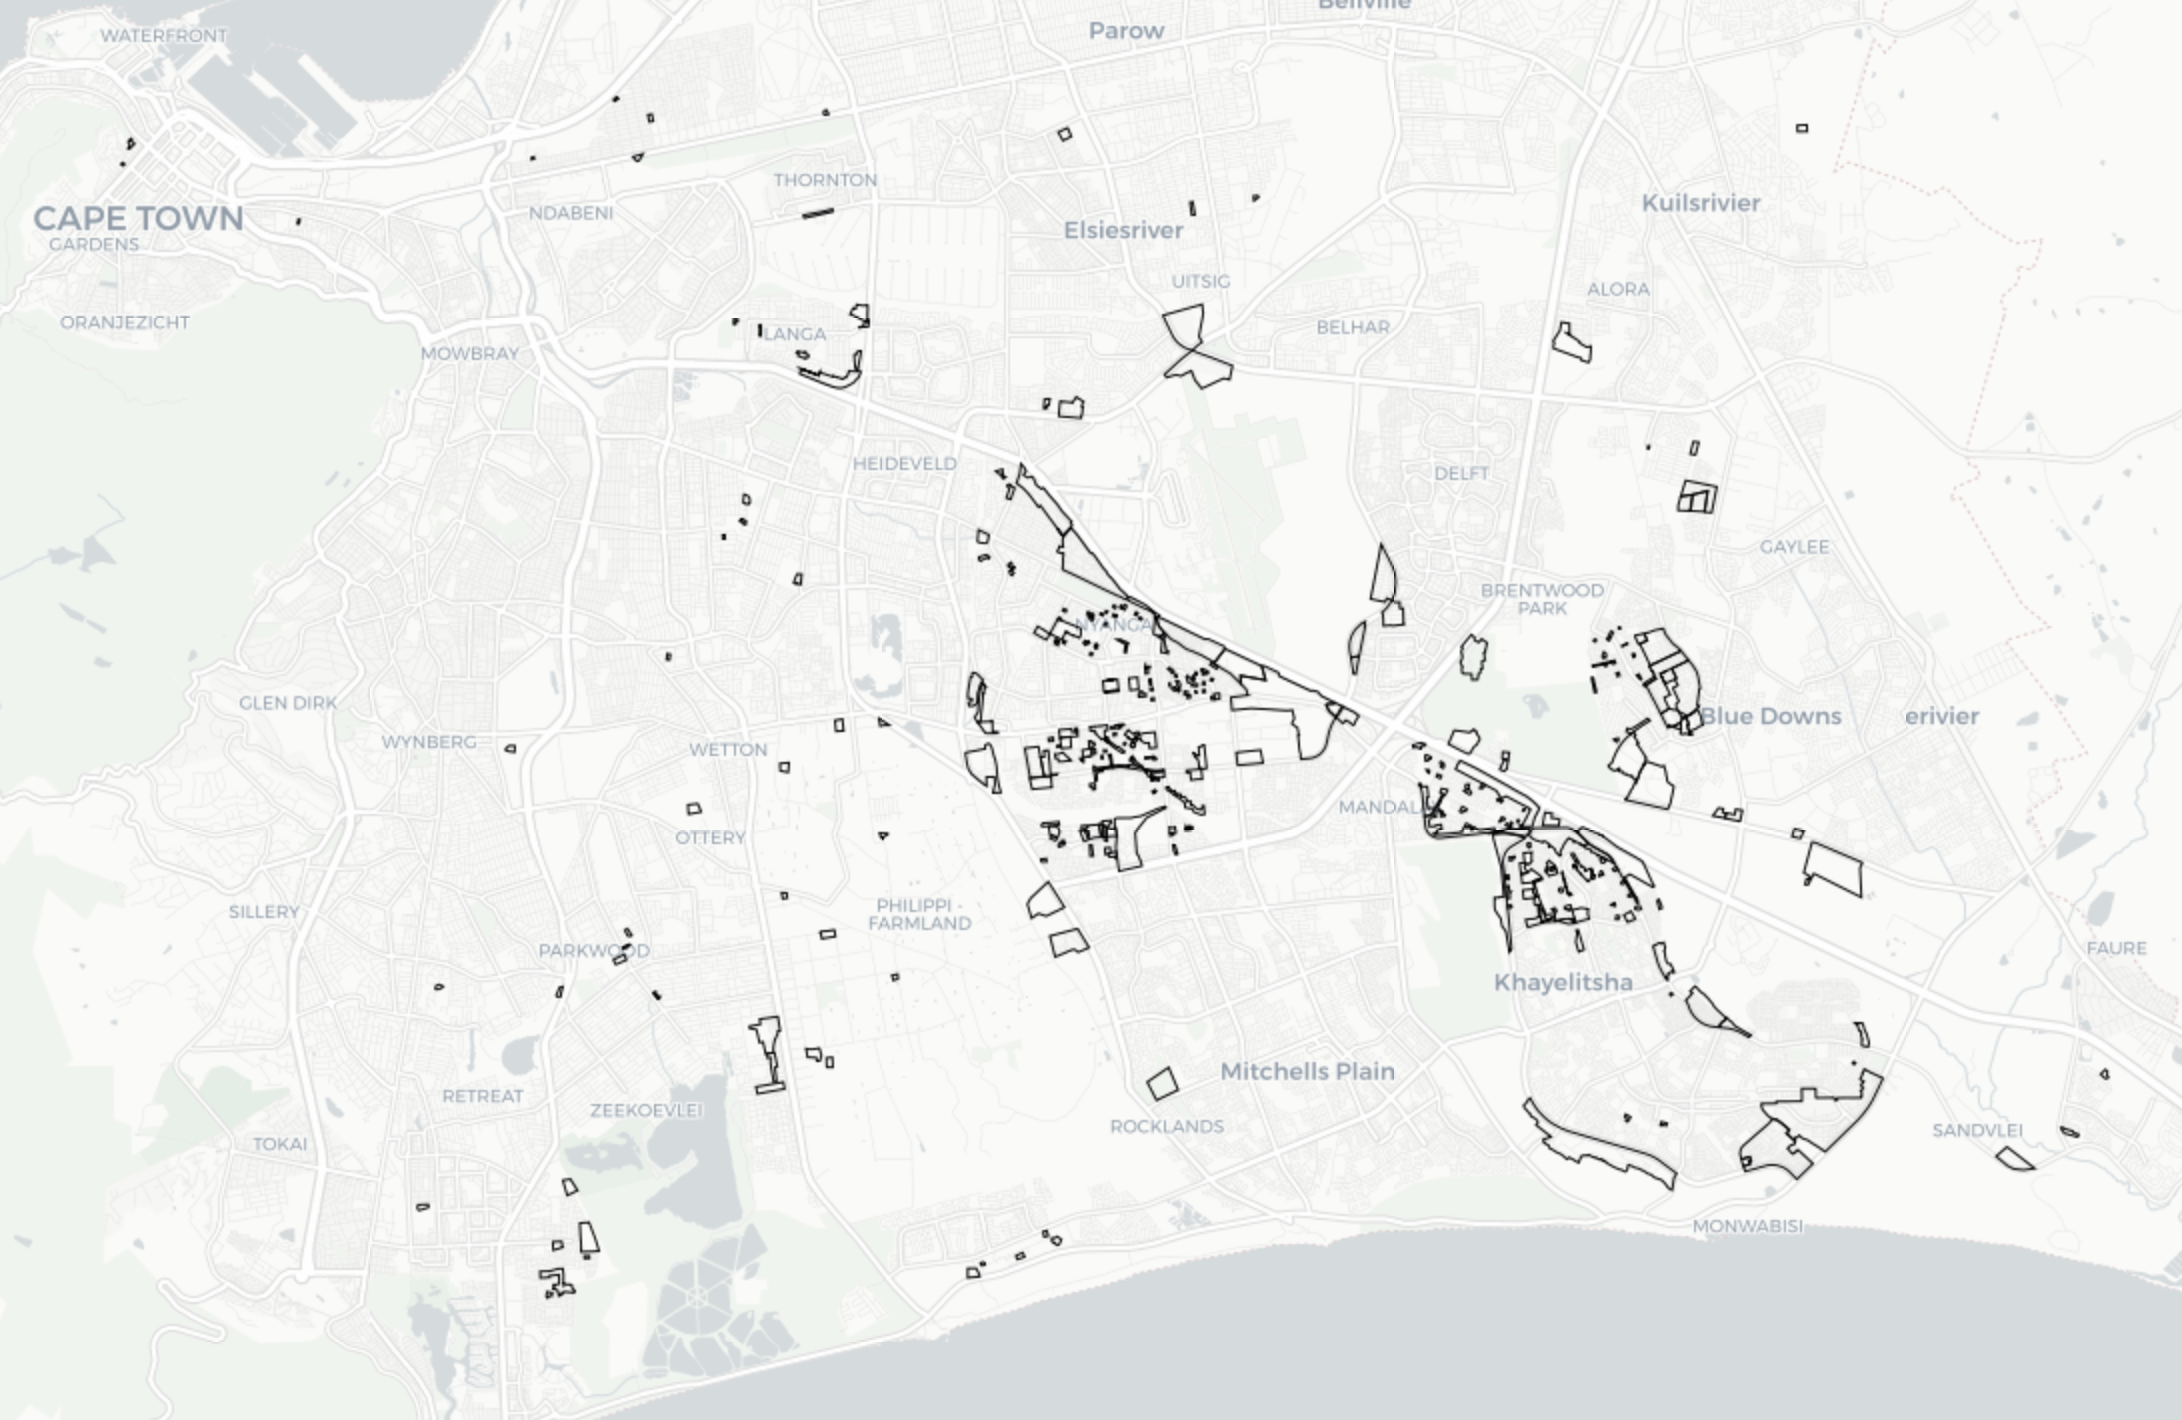 Bellville
Parow
WATERFRONT
THORNTON
Kuilsrivier
NDABENI
CAPE TOWN
Elsiesriver
GARDENS
UITSIG
ALORA
ORANJEZICHT
BELHAR
LANGA
MOWBRAY
HEIDEVELD
DELFT
GAYLEE
BRENTWOOD
PARK
NYANGA
GLEN DIRK
Blue Downs
erivier
WYNBERG
WETTON
MANDAL
OTTERY
PHILIPPI -
FARMLAND
SILLERY
PARKWOOD
FAURE
Khayelitsha
Mitchells Plain
RETREAT
ZEEKOEVLEI
ROCKLANDS
SANDVLEI
TOKAI
MONWABISI